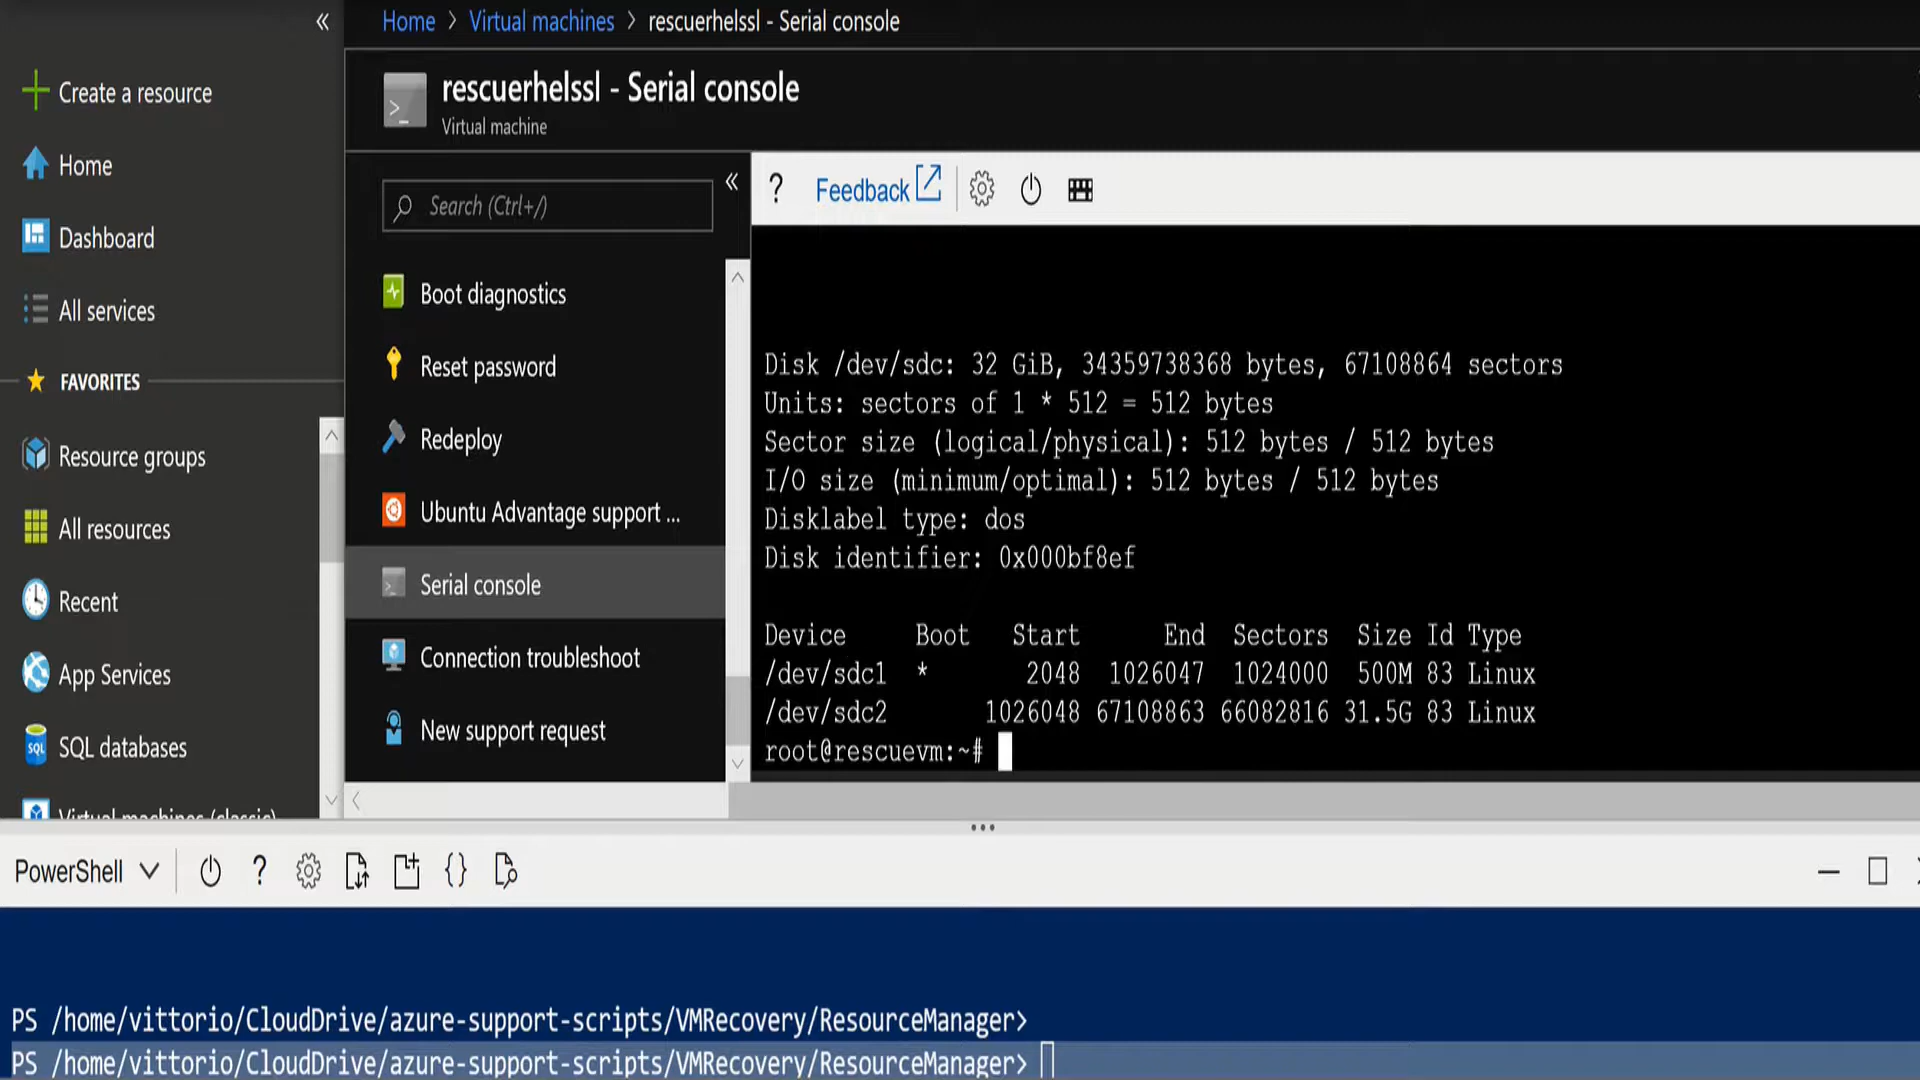 Home > Virtual machines > rescuerhelssl - Serial console
rescuerhelssl - Serial console
Virtual machine
Create a resource
Home
Dashboard
All services
FAVORITES
Resource groups
All resources
Recent
App Services
SQL databases
Virtual machines (classic)
Search (Ctrl+/)
Boot diagnostics
Reset password
Redeploy
Ubuntu Advantage support ...
Serial console
Connection troubleshoot
New support request
? Feedback
Disk /dev/sdc: 32 GiB, 34359738368 bytes, 67108864 sectors
Units: sectors of 1 * 512 = 512 bytes
Sector size (logical/physical): 512 bytes / 512 bytes
I/O size (minimum/optimal): 512 bytes / 512 bytes
Disklabel type: dos
Disk identifier: 0x000bf8ef
Device Boot Start End Sectors Size Id Type
/dev/sdc1 * 2048 1026047 1024000 500M 83 Linux
/dev/sdc2 1026048 67108863 66082816 31.5G 83 Linux
root@rescuevm:~#
PowerShell ? {}
PS /home/vittorio/CloudDrive/azure-support-scripts/VMRecovery/ResourceManager>
PS /home/vittorio/CloudDrive/azure-support-scripts/VMRecovery/ResourceManager>